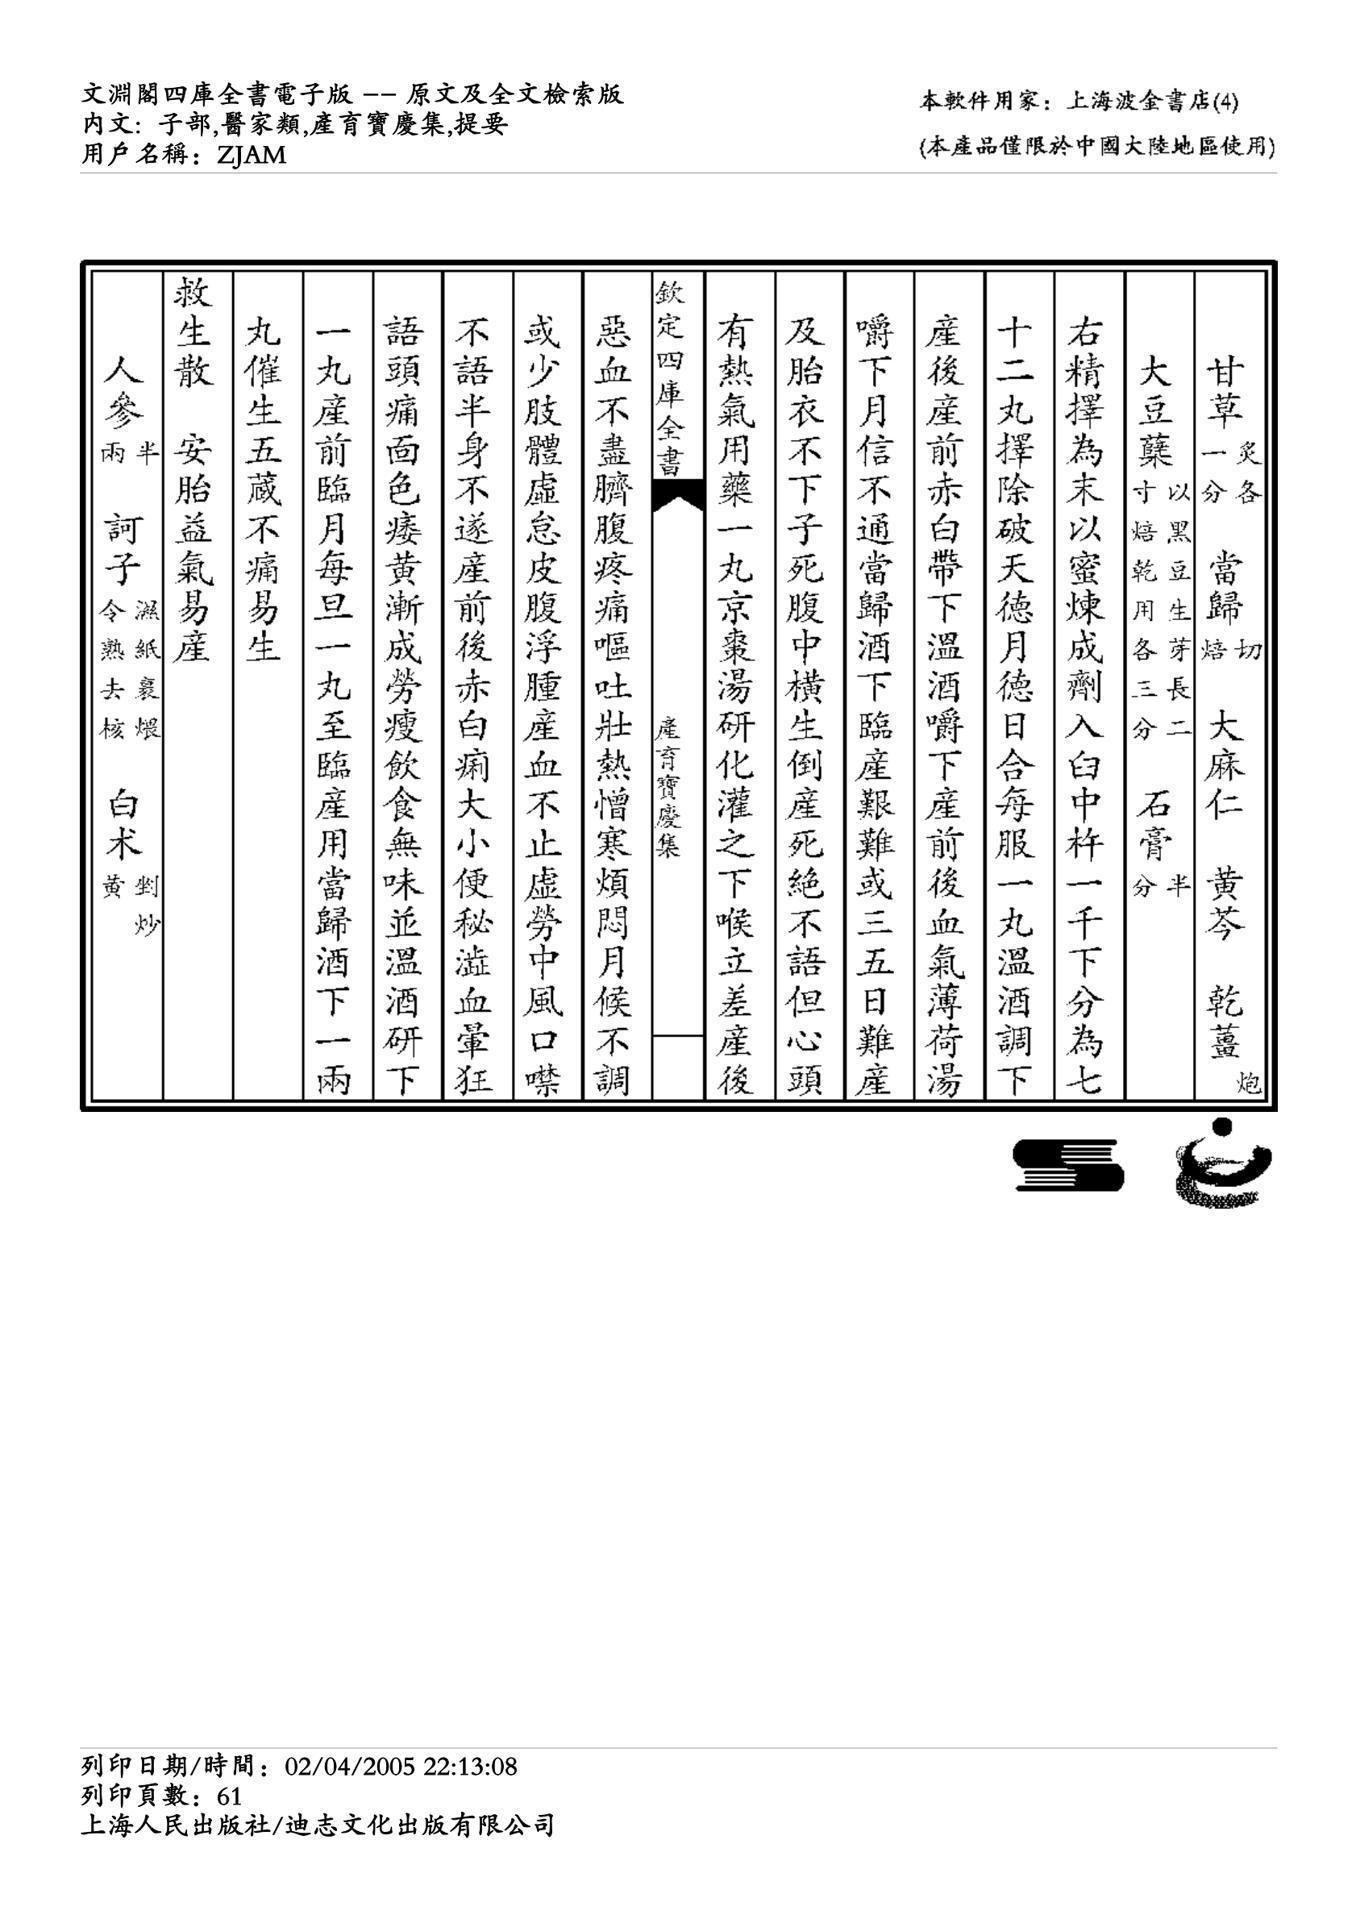 文淵閣四庫全書電子版 -- 原文及全文檢索版
內文: 子部,醫家類,產育寶慶集,提要
用戶名稱: ZJAM
本軟件用家: 上海波金書店(4)
(本產品僅限於中國大陸地區使用)
甘草炙各一分 當歸切焙 大麻仁 黃芩 乾薑炮
大豆蘖以黑豆生芽長二寸焙乾用各三分 石膏半分
右精擇為末以蜜煉成劑入臼中杵一千下分為七
十二丸擇除破天德月德日合每服一丸溫酒調下
產後產前赤白帶下溫酒嚼下產前後血氣薄荷湯
嚼下月信不通當歸酒下臨產艱難或三五日難產
及胎衣不下子死腹中橫生倒產死絕不語但心頭
有熱氣用藥一丸京棗湯研化灌之下喉立差產後
欽定四庫全書 產育寶慶集
惡血不盡臍腹疼痛嘔吐壯熱憎寒煩悶月候不調
或少肢體虛怠皮腹浮腫產血不止虛勞中風口噤
不語半身不遂產前後赤白痢大小便秘澁血暈狂
語頭痛面色痿黃漸成勞瘦飲食無味並溫酒研下
一丸產前臨月每旦一丸至臨產用當歸酒下一兩
丸催生五藏不痛易生
救生散 安胎益氣易產
人參半兩 訶子濕紙裹煨令熟去核 白朮剉炒黃
列印日期/時間: 02/04/2005 22:13:08
列印頁數: 61
上海人民出版社/迪志文化出版有限公司